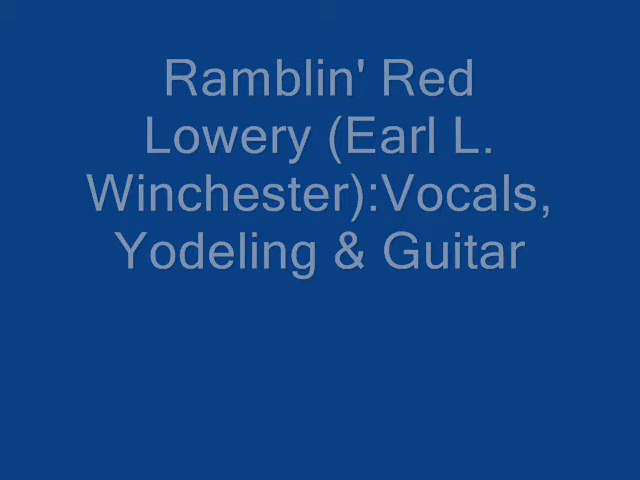 Ramblin' Red
Lowery (Earl L.
Winchester):Vocals,
Yodeling & Guitar